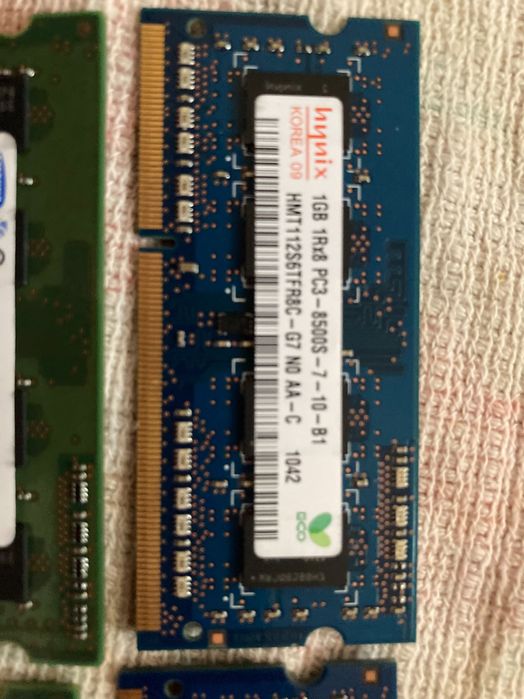 hynix
KOREA 09
1GB 1Rx8 PC3-8500S-7-10-B1
HMT112S6TFR8C-G7 N0 AA-C 1042
ECO